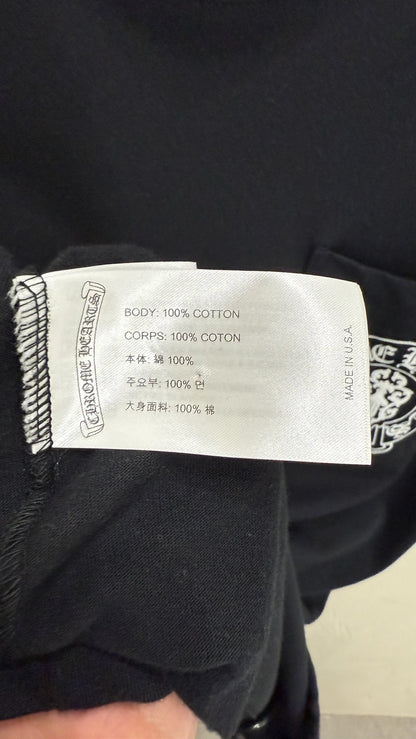 CHROME HEARTS
BODY: 100% COTTON
CORPS: 100% COTON
本体: 綿 100%
주요부: 100% 면
大身面料: 100% 棉
MADE IN U.S.A.